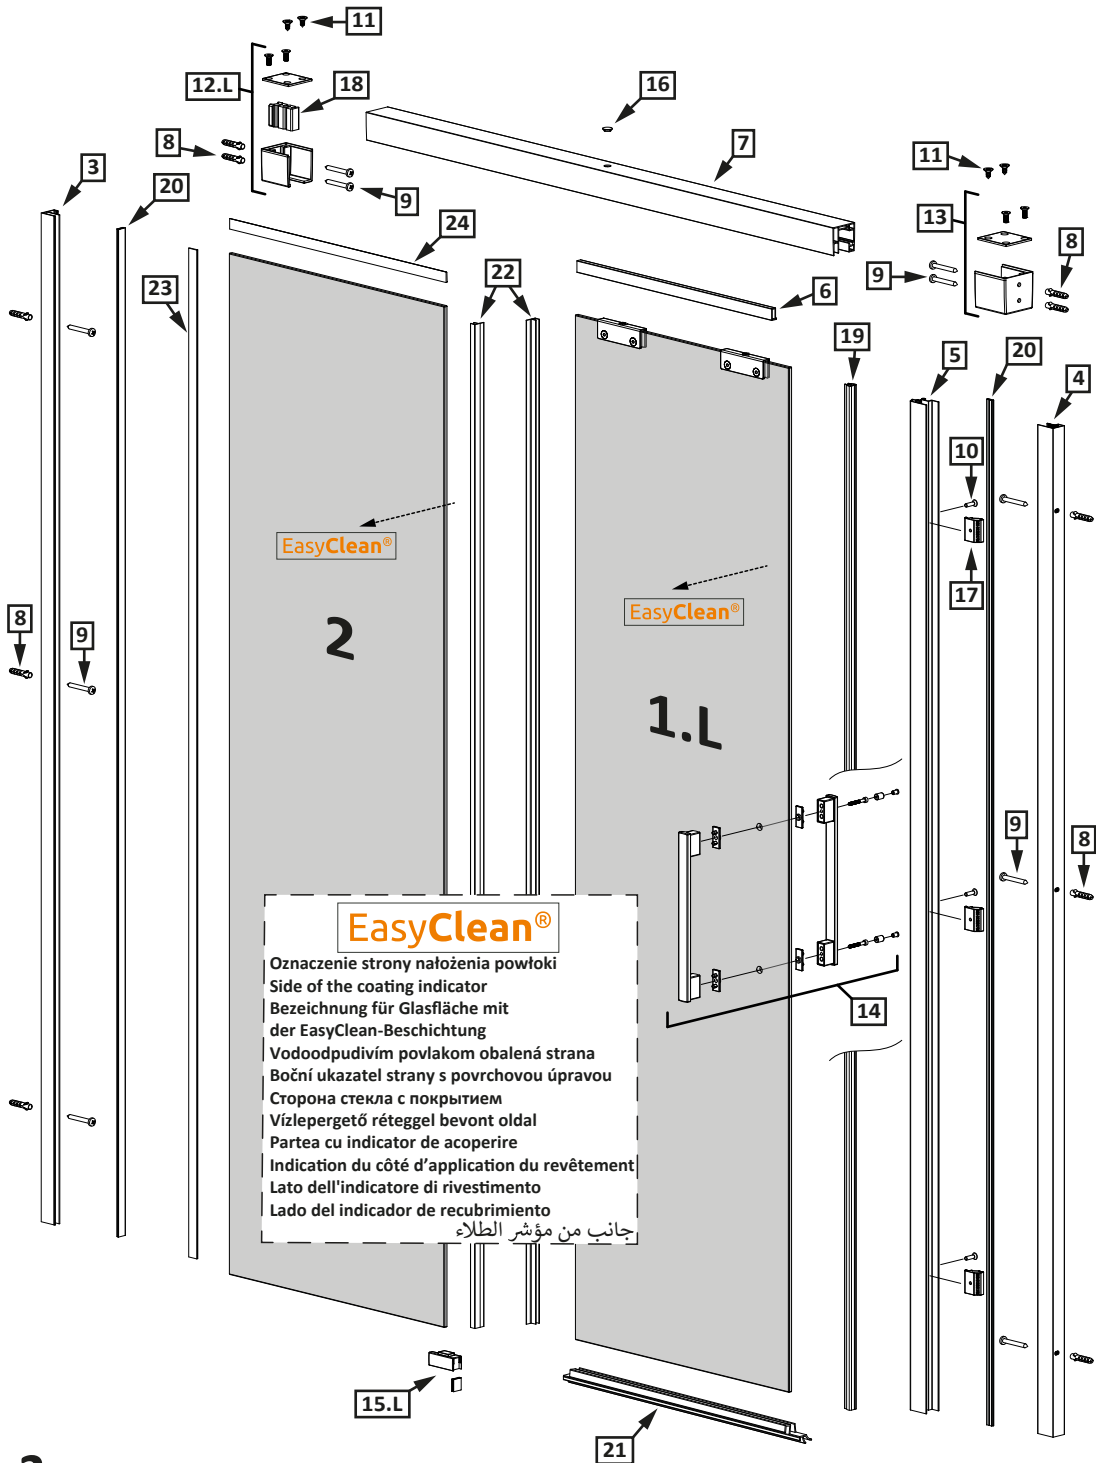 11
12.L
18
16
8
7
3
11
20
9
13
24
8
22
9
23
6
19
5
20
4
10
EasyClean®
17
EasyClean®
8
2
9
1.L
9
8
EasyClean®
Oznaczenie strony nałożenia powłoki
Side of the coating indicator
Bezeichnung für Glasfläche mit
der EasyClean-Beschichtung
Vodoodpudivím povlakom obalená strana
Boční ukazatel strany s povrchovou úpravou
Сторона стекла с покрытием
Vízlepergető réteggel bevont oldal
Partea cu indicator de acoperire
Indication du côté d’application du revêtement
Lato dell'indicatore di rivestimento
Lado del indicador de recubrimiento
جانب من مؤشر الطلاء
14
15.L
21